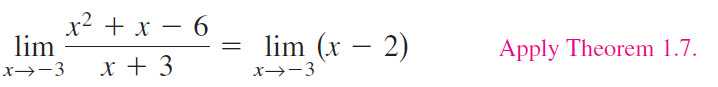 lim x→−3 (x² + x − 6)/(x + 3) = lim x→−3 (x − 2) Apply Theorem 1.7.